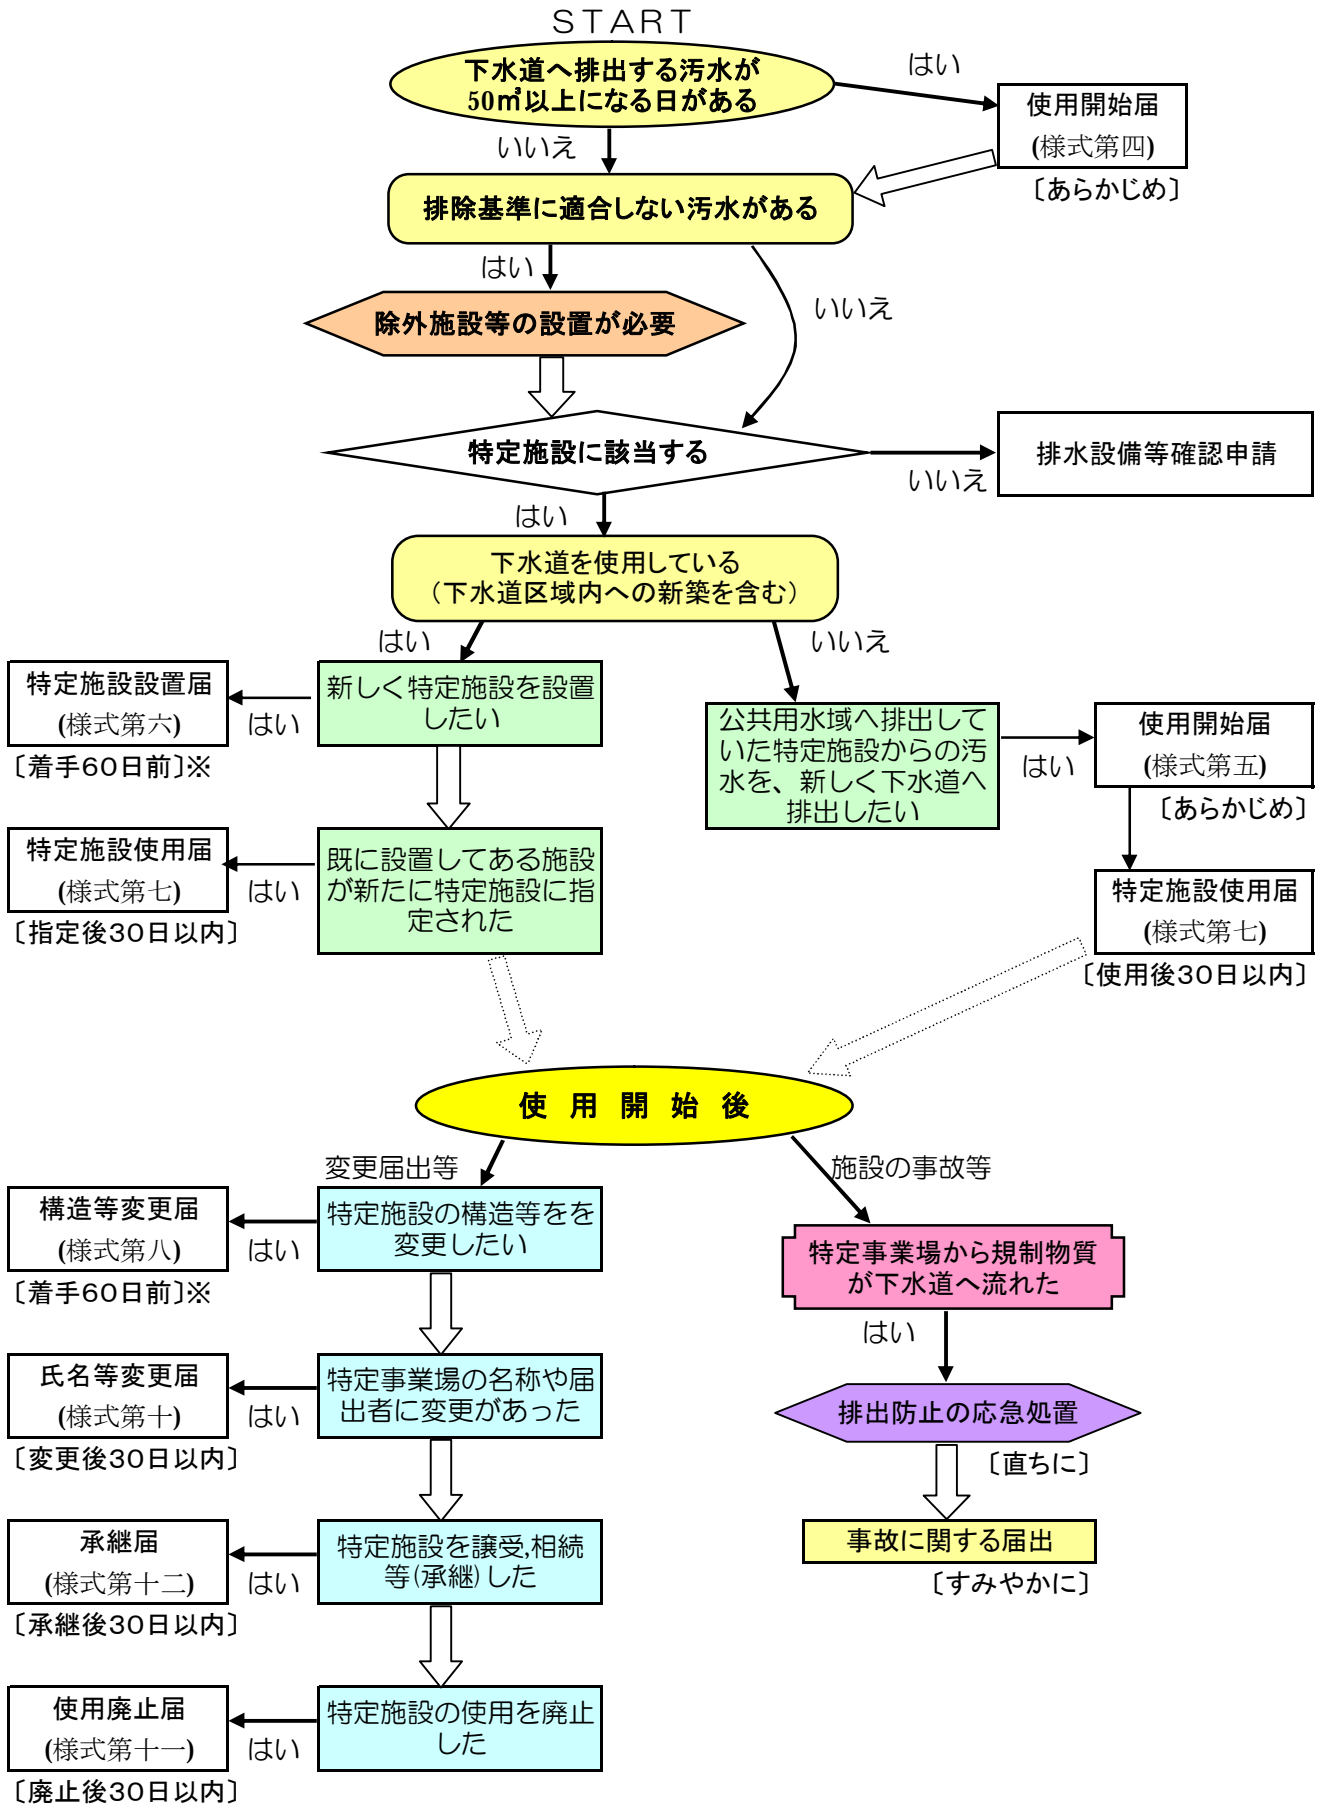 START
下水道へ排出する汚水が
50㎥以上になる日がある
はい
使用開始届
(様式第四)
〔あらかじめ〕
いいえ
排除基準に適合しない汚水がある
はい
いいえ
除外施設等の設置が必要
特定施設に該当する
いいえ
排水設備等確認申請
はい
下水道を使用している
(下水道区域内への新築を含む)
はい
いいえ
特定施設設置届
(様式第六)
〔着手60日前〕※
はい
新しく特定施設を設置
したい
公共用水域へ排出して
いた特定施設からの汚
水を、新しく下水道へ
排出したい
はい
使用開始届
(様式第五)
〔あらかじめ〕
特定施設使用届
(様式第七)
〔指定後30日以内〕
はい
既に設置してある施設
が新たに特定施設に指
定された
特定施設使用届
(様式第七)
〔使用後30日以内〕
使用開始後
変更届出等
施設の事故等
構造等変更届
(様式第八)
〔着手60日前〕※
はい
特定施設の構造等をを
変更したい
特定事業場から規制物質
が下水道へ流れた
はい
氏名等変更届
(様式第十)
〔変更後30日以内〕
はい
特定事業場の名称や届
出者に変更があった
排出防止の応急処置
〔直ちに〕
承継届
(様式第十二)
〔承継後30日以内〕
はい
特定施設を譲受,相続
等(承継)した
事故に関する届出
〔すみやかに〕
使用廃止届
(様式第十一)
〔廃止後30日以内〕
はい
特定施設の使用を廃止
した